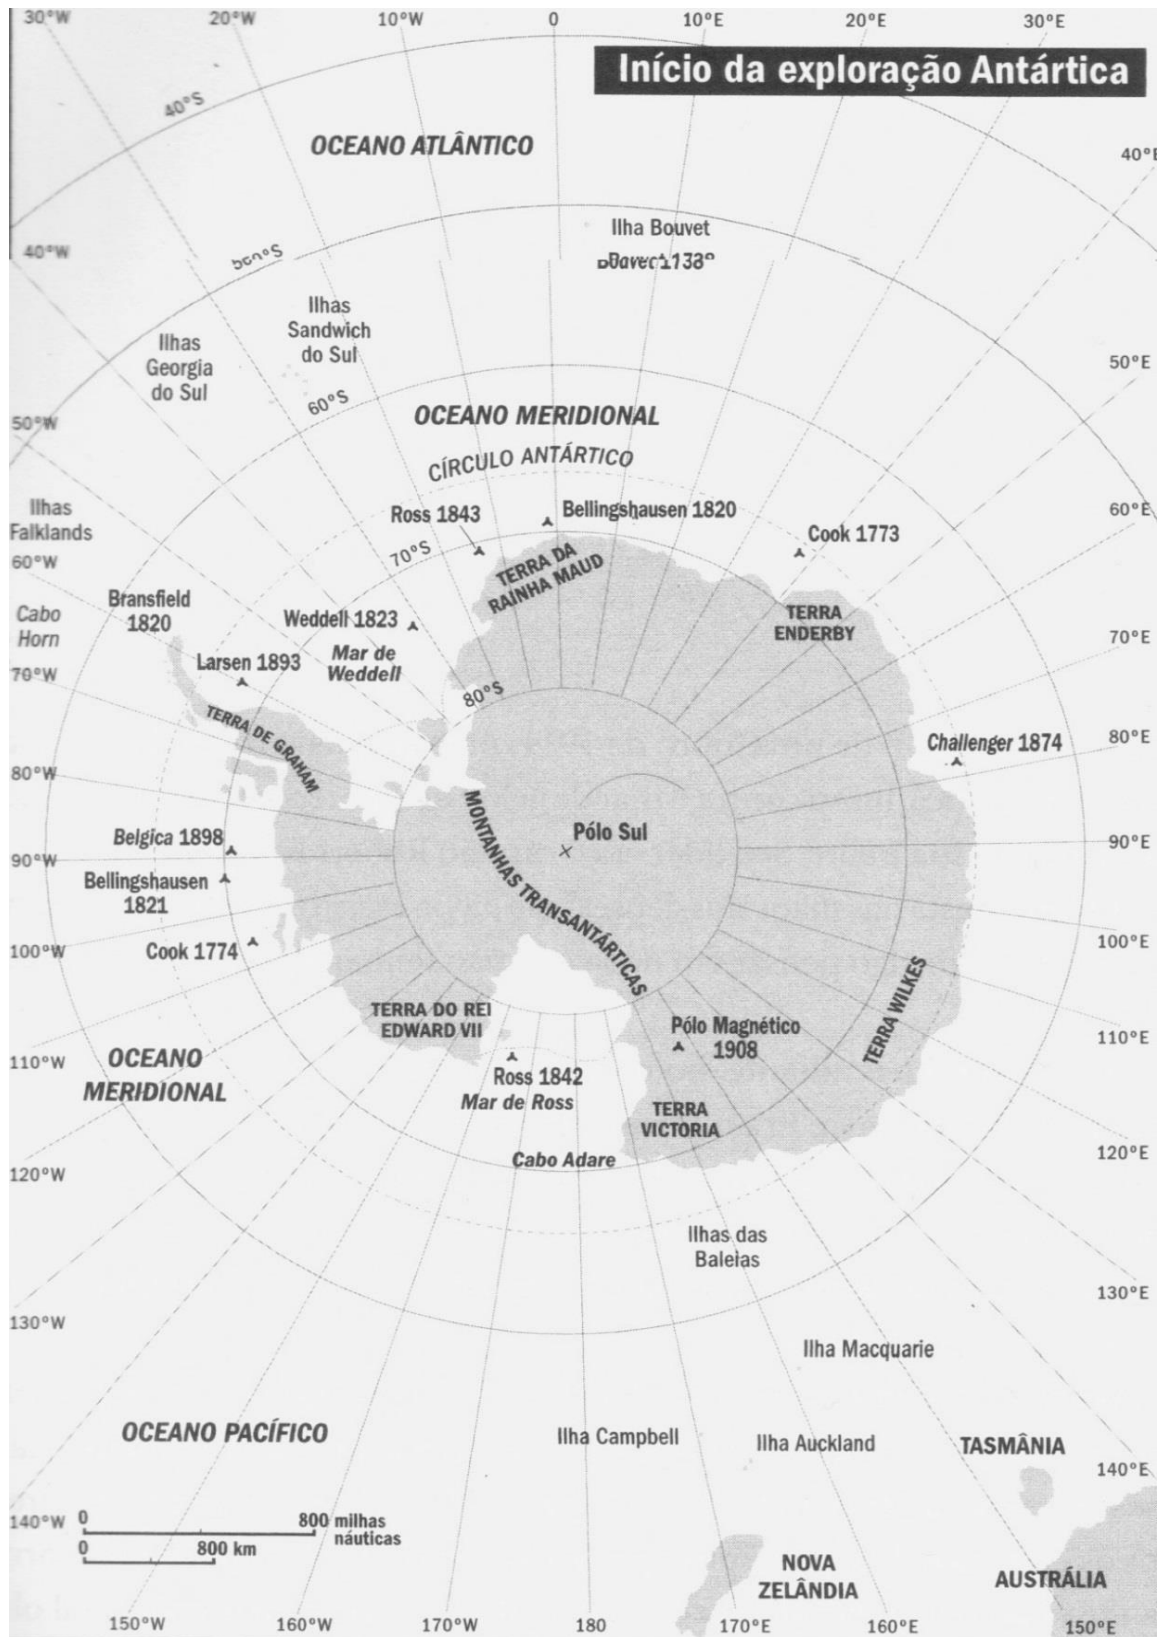 30°W 20°W 10°W 0 10°E 20°E 30°E
Início da exploração Antártica
40°S
OCEANO ATLÂNTICO
40°E
Ilha Bouvet
40°W
Ilhas
Sandwich
do Sul
Ilhas
Georgia
do Sul
50°E
60°S
50°W
OCEANO MERIDIONAL
CÍRCULO ANTÁRTICO
Ilhas
Falklands
Ross 1843
Bellingshausen 1820
60°E
Cook 1773
70°S
60°W
TERRA DA
RAINHA MAUD
Bransfield
1820
Cabo
Horn
Weddell 1823
TERRA
ENDERBY
70°E
Mar de
Weddell
Larsen 1893
70°W
80°S
TERRA DE GRAHAM
Challenger 1874
80°E
80°W
MONTANHAS TRANSANTÁRTICAS
Pólo Sul
Belgica 1898
90°E
90°W
Bellingshausen
1821
Cook 1774
100°W
100°E
TERRA WILKES
TERRA DO REI
EDWARD VII
Pólo Magnético
1908
110°E
OCEANO
MERIDIONAL
110°W
Ross 1842
Mar de Ross
TERRA
VICTORIA
120°E
Cabo Adare
120°W
Ilhas das
Baleias
130°E
130°W
Ilha Macquarie
OCEANO PACÍFICO
Ilha Campbell
Ilha Auckland
TASMÂNIA
140°E
140°W
0 800 milhas
náuticas
0 800 km
NOVA
ZELÂNDIA
AUSTRÁLIA
150°W 160°W 170°W 180 170°E 160°E 150°E